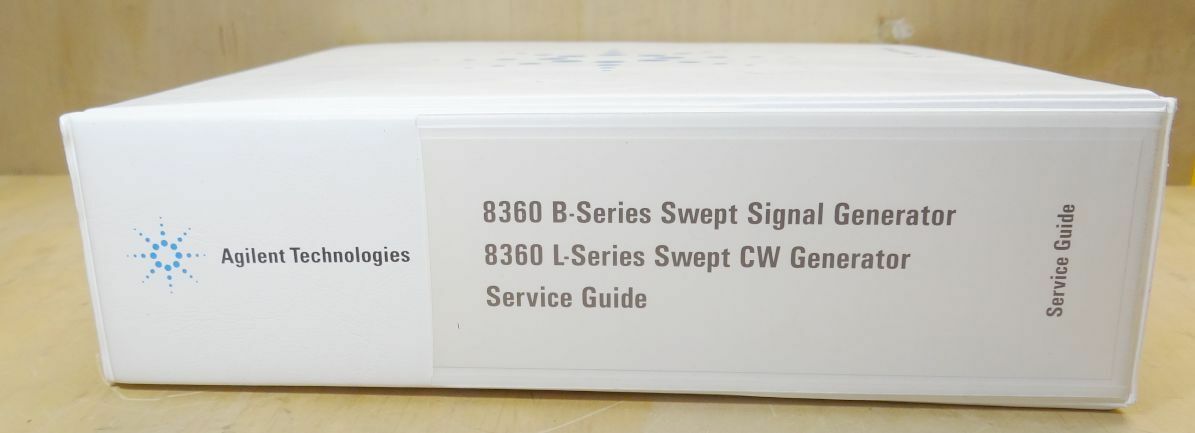 Agilent Technologies
8360 B-Series Swept Signal Generator
8360 L-Series Swept CW Generator
Service Guide
Service Guide